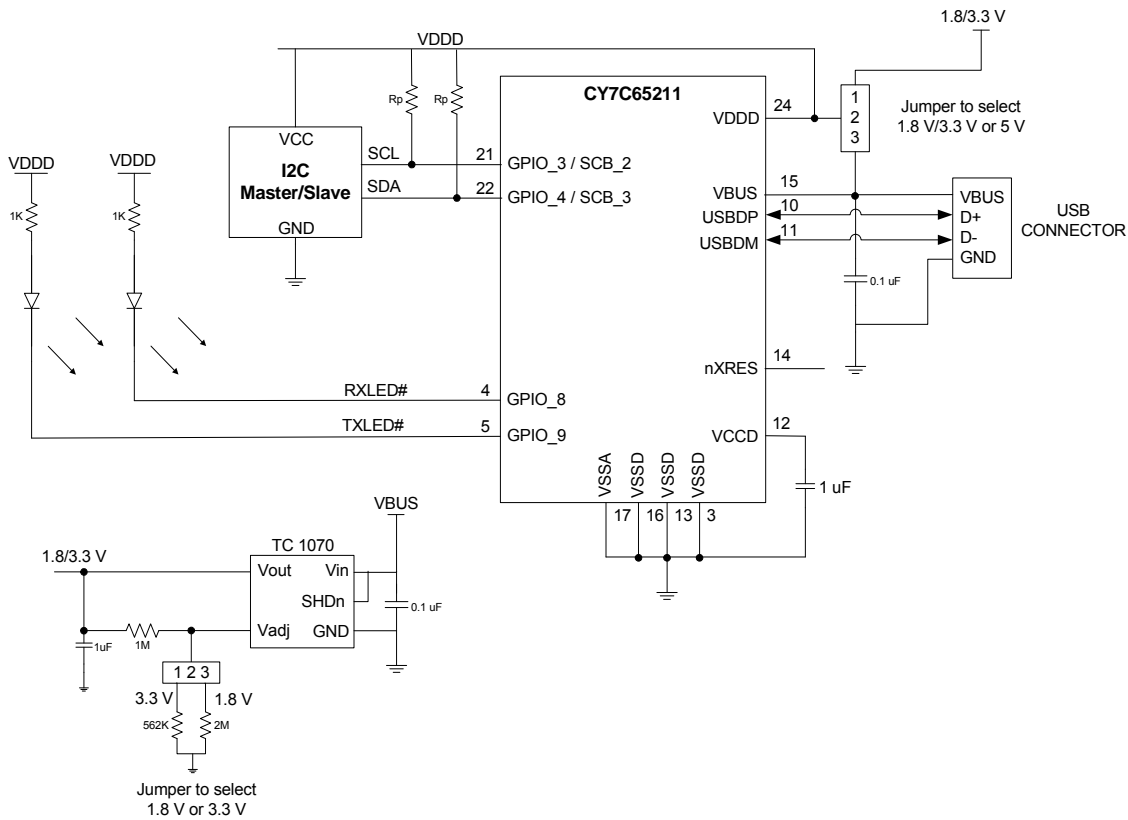 1.8/3.3 V
VDDD
CY7C65211
Rp
Rp
VDDD
24
1
2
3
Jumper to select
1.8 V/3.3 V or 5 V
VCC
I2C
Master/Slave
GND
SCL
21
GPIO_3 / SCB_2
SDA
22
GPIO_4 / SCB_3
VDDD
VDDD
1K
1K
VBUS
15
USBDP
10
USBDM
11
VBUS
D+
D-
GND
USB
CONNECTOR
0.1 uF
nXRES
14
RXLED#
4
GPIO_8
TXLED#
5
GPIO_9
VCCD
12
1 uF
VSSA
VSSD
VSSD
VSSD
17
16
13
3
VBUS
TC 1070
1.8/3.3 V
Vout
Vin
SHDn
Vadj
GND
0.1 uF
1uF
1M
1 2 3
3.3 V
1.8 V
562K
2M
Jumper to select
1.8 V or 3.3 V